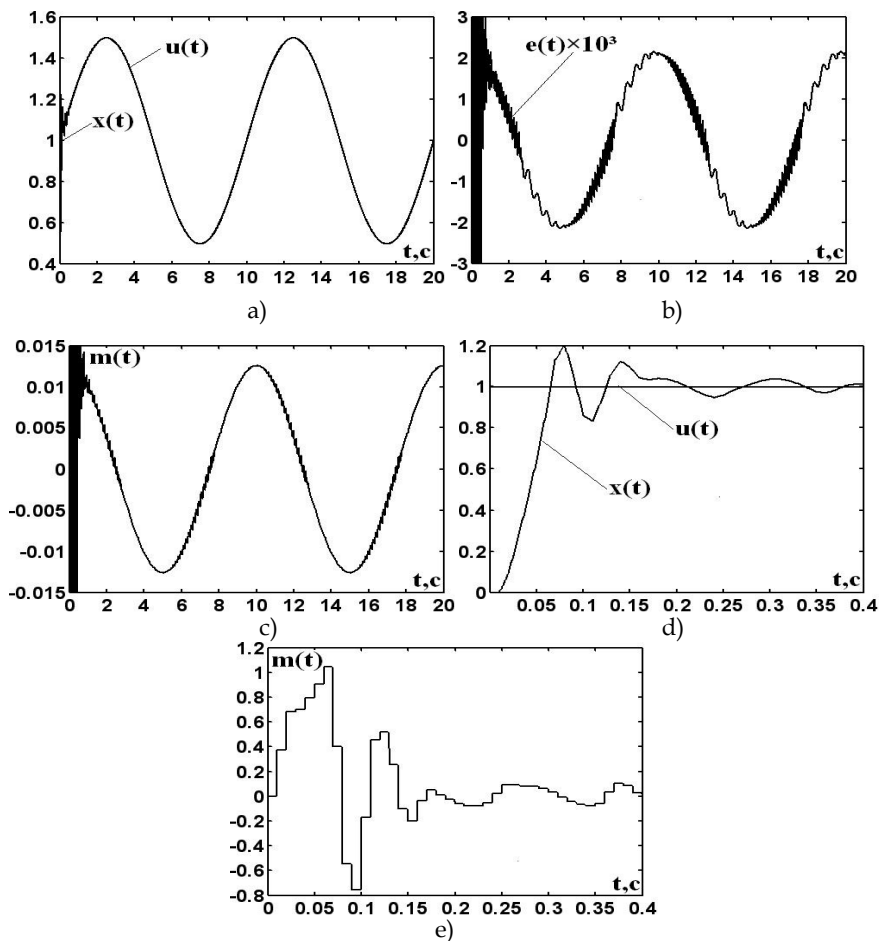 1.6
1.4
1.2
1
0.8
0.6
0.4
u(t)
x(t)
0 2 4 6 8 10 12 14 16 18 20
t,c
a)
3
2
1
0
-1
-2
-3
e(t)×10³
0 2 4 6 8 10 12 14 16 18 20
t,c
b)
0.015
0.01
0.005
0
-0.005
-0.01
-0.015
m(t)
0 2 4 6 8 10 12 14 16 18 20
t,c
c)
1.2
1
0.8
0.6
0.4
0.2
0
u(t)
x(t)
0.05 0.1 0.15 0.2 0.25 0.3 0.35 0.4
t,c
d)
1.2
1
0.8
0.6
0.4
0.2
0
-0.2
-0.4
-0.6
-0.8
m(t)
0 0.05 0.1 0.15 0.2 0.25 0.3 0.35 0.4
t,c
e)